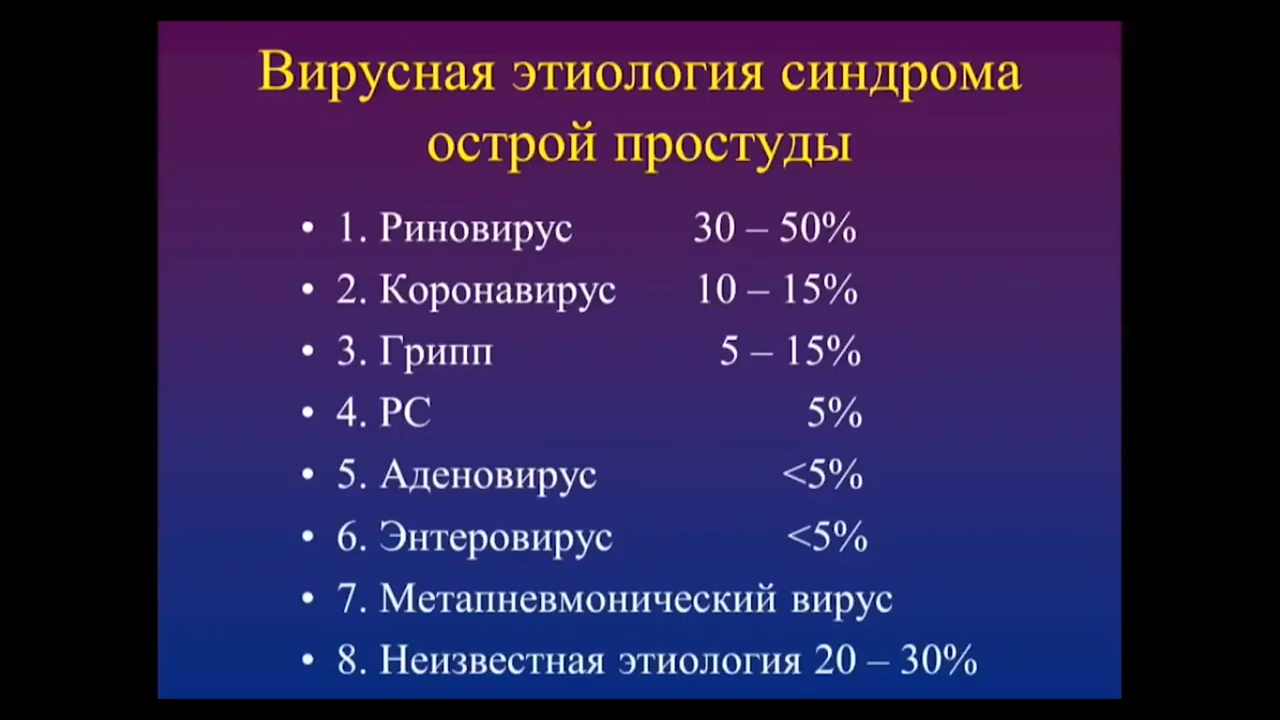 Вирусная этиология синдрома
острой простуды
• 1. Риновирус 30 – 50%
• 2. Коронавирус 10 – 15%
• 3. Грипп 5 – 15%
• 4. РС 5%
• 5. Аденовирус <5%
• 6. Энтеровирус <5%
• 7. Метапневмонический вирус
• 8. Неизвестная этиология 20 – 30%